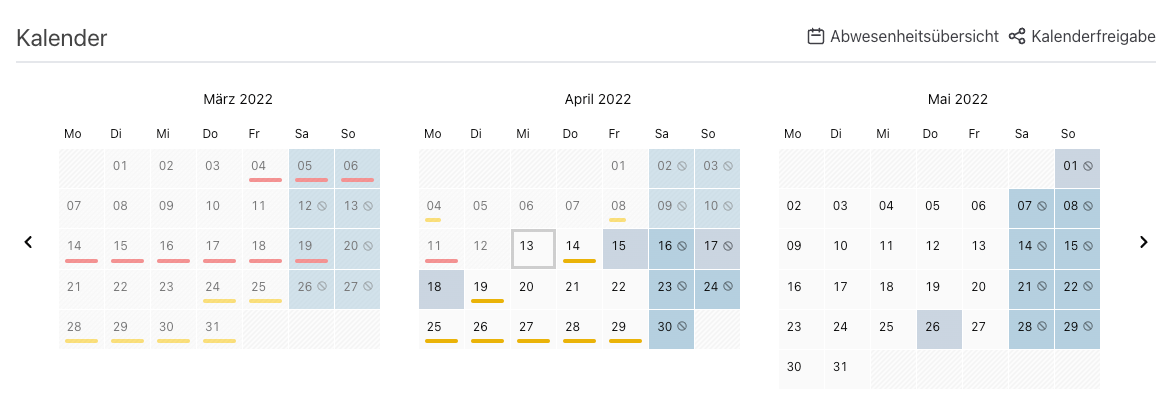 Kalender
Abwesenheitsübersicht Kalenderfreigabe
März 2022
Mo Di Mi Do Fr Sa So
01 02 03 04 05 06
07 08 09 10 11 12 13
14 15 16 17 18 19 20
21 22 23 24 25 26 27
28 29 30 31
April 2022
Mo Di Mi Do Fr Sa So
01 02 03
04 05 06 07 08 09 10
11 12 13 14 15 16 17
18 19 20 21 22 23 24
25 26 27 28 29 30
Mai 2022
Mo Di Mi Do Fr Sa So
01
02 03 04 05 06 07 08
09 10 11 12 13 14 15
16 17 18 19 20 21 22
23 24 25 26 27 28 29
30 31